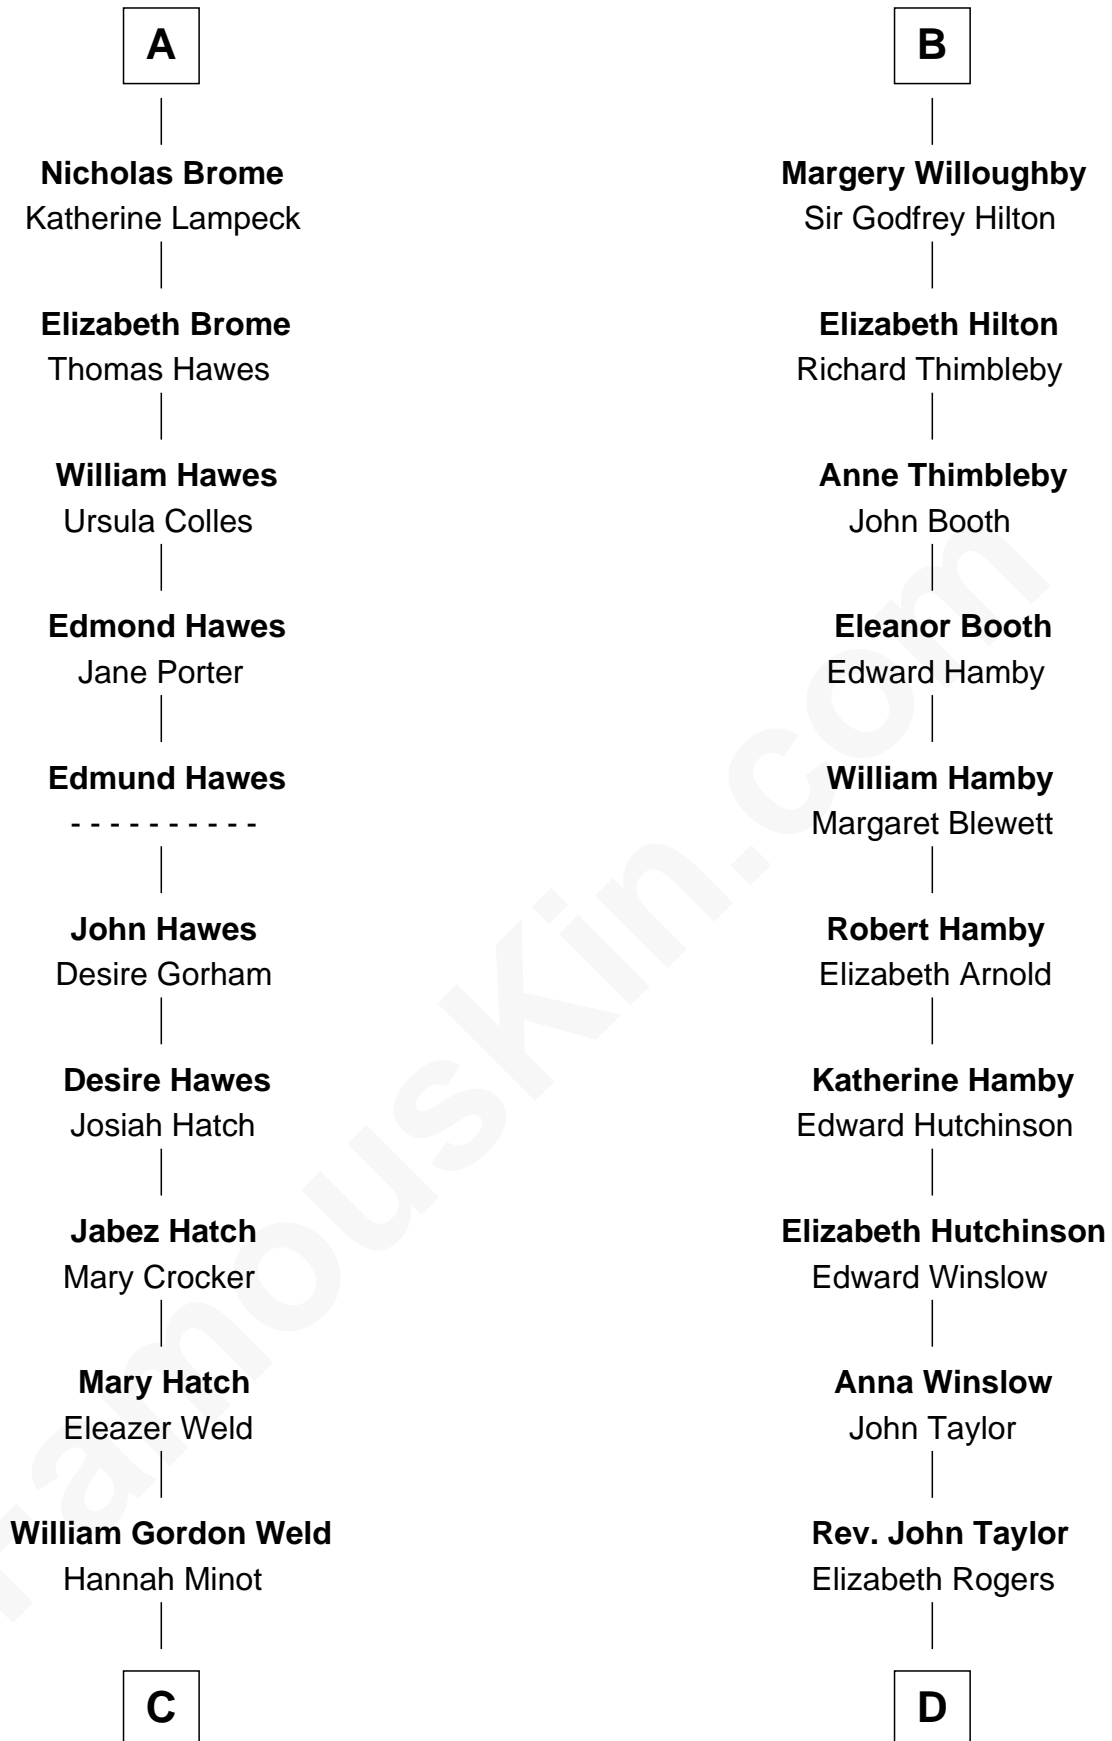 A
Nicholas Brome
Katherine Lampeck
Elizabeth Brome
Thomas Hawes
William Hawes
Ursula Colles
Edmond Hawes
Jane Porter
Edmund Hawes
- - - - - - - - - -
John Hawes
Desire Gorham
Desire Hawes
Josiah Hatch
Jabez Hatch
Mary Crocker
Mary Hatch
Eleazer Weld
William Gordon Weld
Hannah Minot
C
B
Margery Willoughby
Sir Godfrey Hilton
Elizabeth Hilton
Richard Thimbleby
Anne Thimbleby
John Booth
Eleanor Booth
Edward Hamby
William Hamby
Margaret Blewett
Robert Hamby
Elizabeth Arnold
Katherine Hamby
Edward Hutchinson
Elizabeth Hutchinson
Edward Winslow
Anna Winslow
John Taylor
Rev. John Taylor
Elizabeth Rogers
D
FamousKin.com